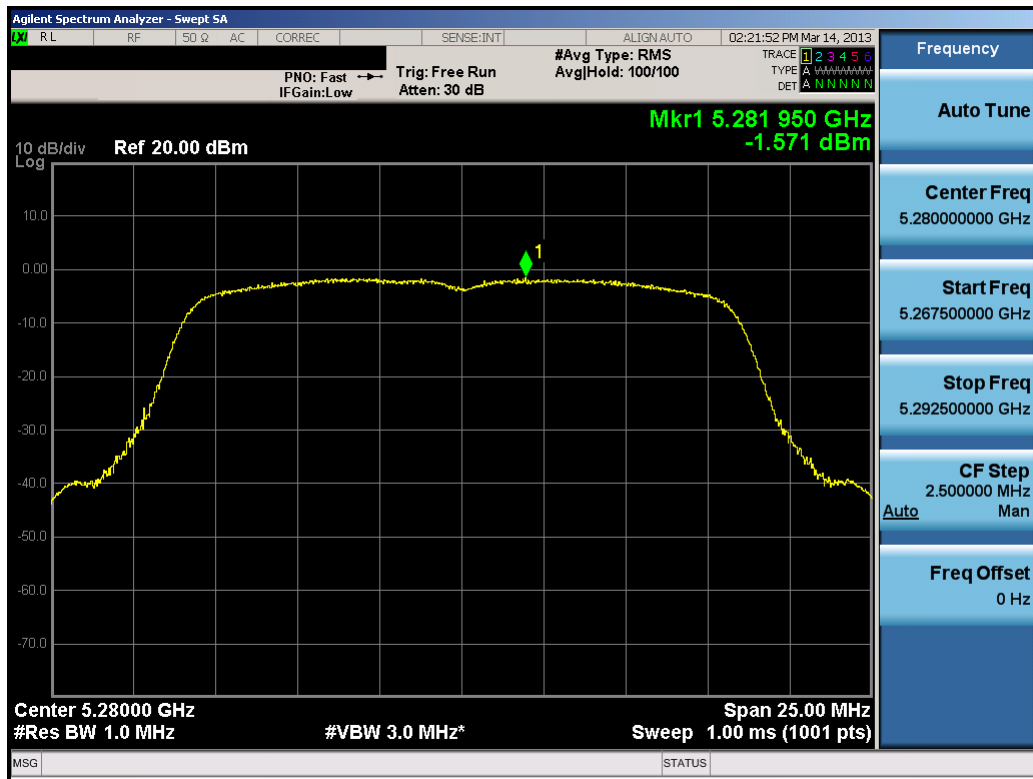 Agilent Spectrum Analyzer - Swept SA
LXI RL RF 50 Ω AC CORREC SENSE:INT ALIGN AUTO 02:21:52 PM Mar 14, 2013
PNO: Fast Trig: Free Run #Avg Type: RMS TRACE 1 2 3 4 5 6
IFGain:Low Atten: 30 dB Avg|Hold: 100/100 TYPE A WWWWW
DET A N N N N N
Frequency
Mkr1 5.281 950 GHz
-1.571 dBm
10 dB/div Ref 20.00 dBm
Log
10.0
0.00
-10.0
-20.0
-30.0
-40.0
-50.0
-60.0
-70.0
1
Center 5.28000 GHz Span 25.00 MHz
#Res BW 1.0 MHz #VBW 3.0 MHz* Sweep 1.00 ms (1001 pts)
Auto Tune
Center Freq
5.280000000 GHz
Start Freq
5.267500000 GHz
Stop Freq
5.292500000 GHz
CF Step
2.500000 MHz
Auto Man
Freq Offset
0 Hz
MSG STATUS